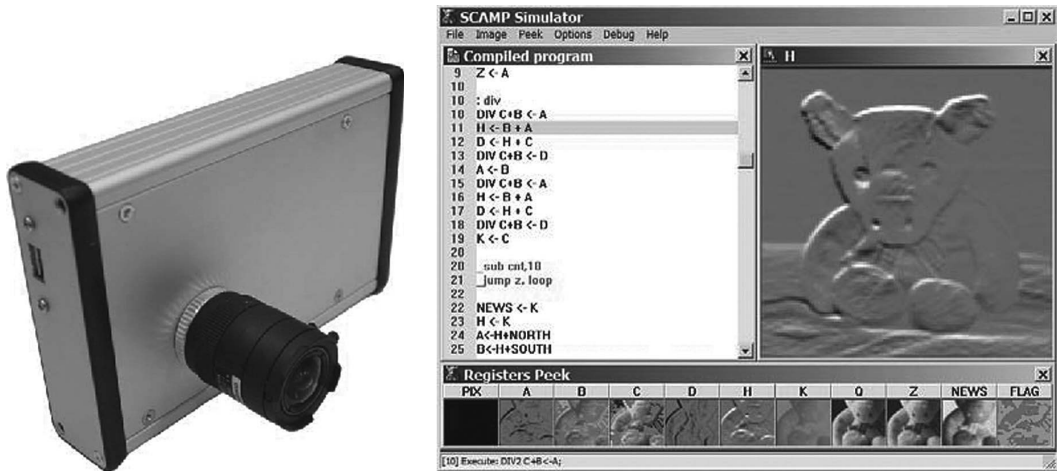 SCAMP Simulator
File Image Peek Options Debug Help
Compiled program
H
9 Z <- A
10
10 : div
10 DIV C+B <- A
11 H <- B + A
12 D <- H + C
13 DIV C+B <- D
14 A <- B
15 DIV C+B <- A
16 H <- B + A
17 D <- H + C
18 DIV C+B <- D
19 K <- C
20
20 _sub cnt,10
21 _jump z, loop
22
22 NEWS <- K
23 H <- K
24 A<-H+NORTH
25 B<-H+SOUTH
Registers Peek
PIX A B C D H K Q Z NEWS FLAG
[10] Execute: DIV2 C+B<-A;